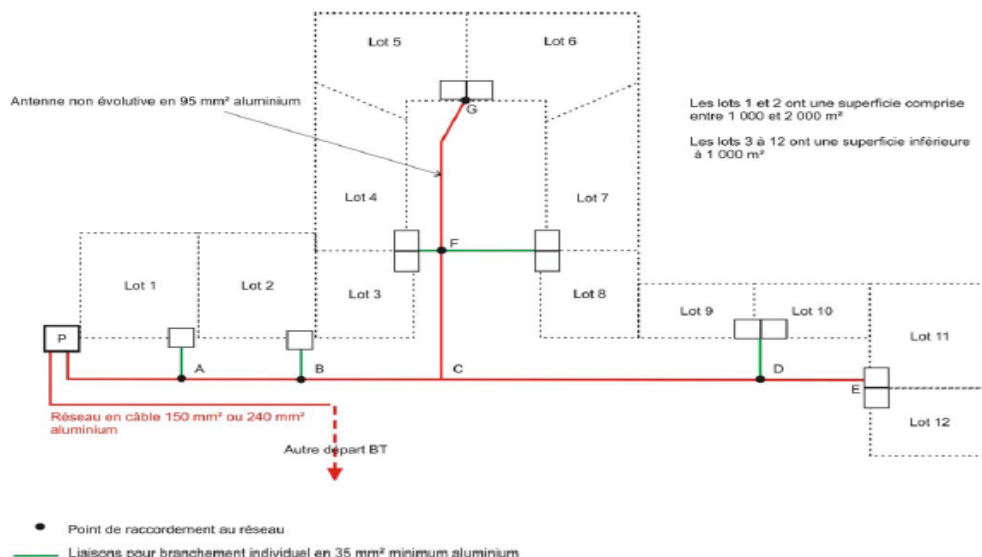 Lot 5
Lot 6
Antenne non évolutive en 95 mm² aluminium
G
Les lots 1 et 2 ont une superficie comprise
entre 1 000 et 2 000 m²
Les lots 3 à 12 ont une superficie inférieure
à 1 000 m²
Lot 4
Lot 7
F
Lot 1
Lot 2
Lot 3
Lot 8
Lot 9
Lot 10
Lot 11
P
A
B
C
D
E
Réseau en câble 150 mm² ou 240 mm²
aluminium
Lot 12
Autre départ BT
Point de raccordement au réseau
Liaisons pour branchement individuel en 35 mm² minimum aluminium